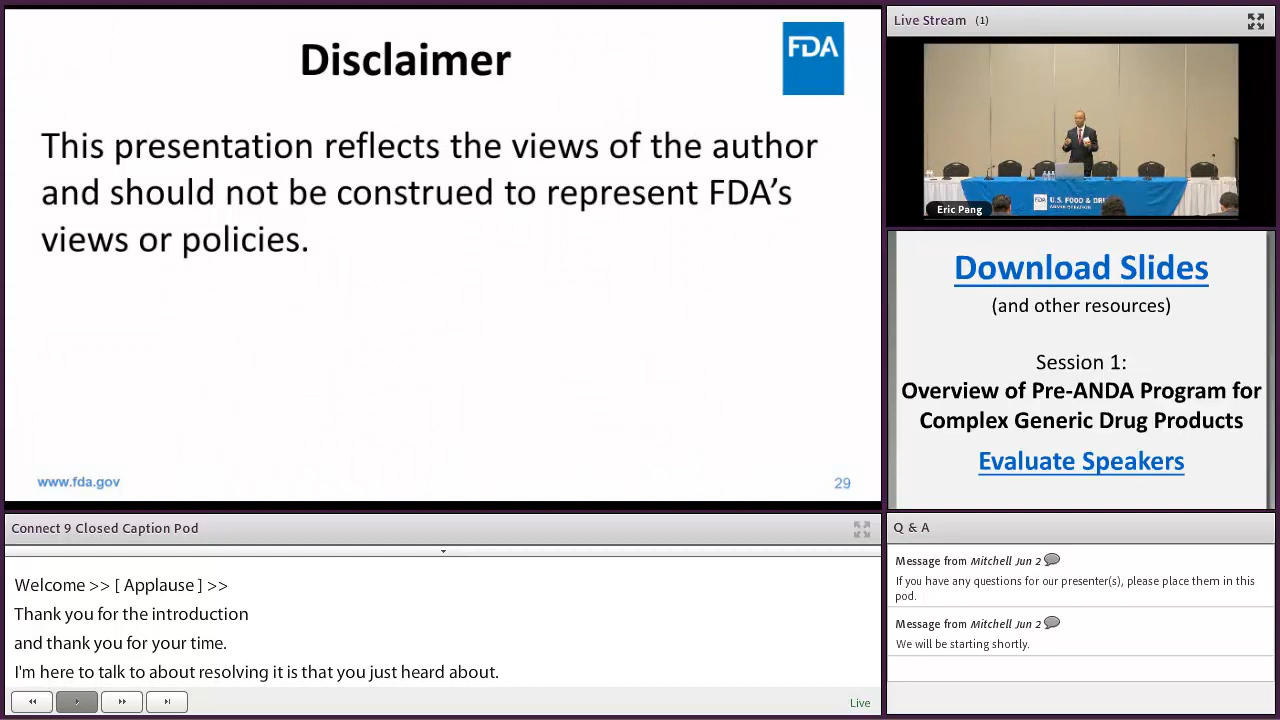 Disclaimer
FDA
This presentation reflects the views of the author
and should not be construed to represent FDA's
views or policies.
www.fda.gov
29
Live Stream (1)
Eric Pang
FDA
U.S. FOOD & DRU
ADMINISTRATION
Download Slides
(and other resources)
Session 1:
Overview of Pre-ANDA Program for
Complex Generic Drug Products
Evaluate Speakers
Connect 9 Closed Caption Pod
Welcome >> [ Applause ] >>
Thank you for the introduction
and thank you for your time.
I'm here to talk to about resolving it is that you just heard about.
Live
Q & A
Message from Mitchell Jun 2
If you have any questions for our presenter(s), please place them in this
pod.
Message from Mitchell Jun 2
We will be starting shortly.